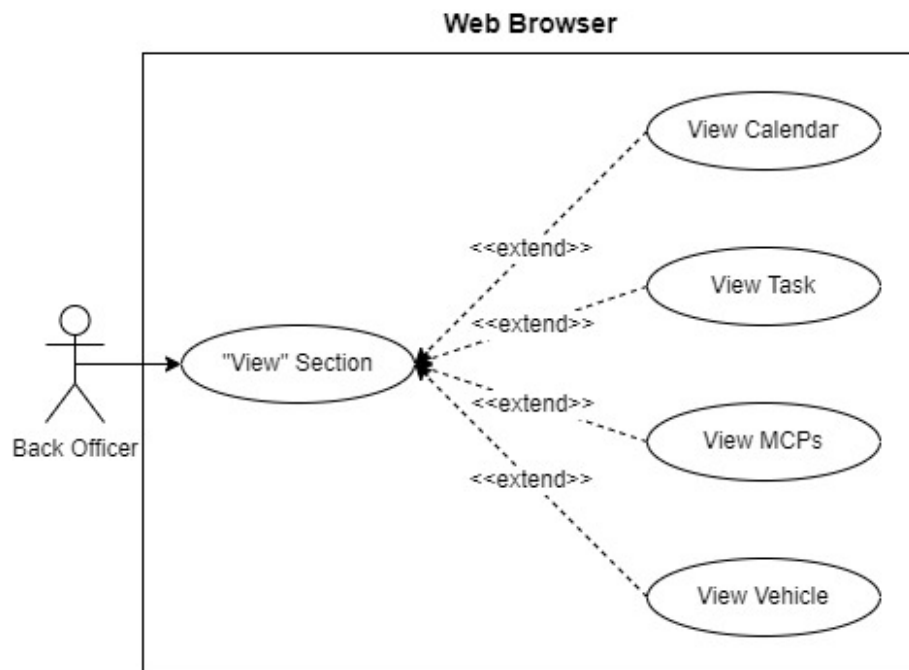 Web Browser
View Calendar
<<extend>>
View Task
<<extend>>
"View" Section
<<extend>>
View MCPs
Back Officer
<<extend>>
View Vehicle